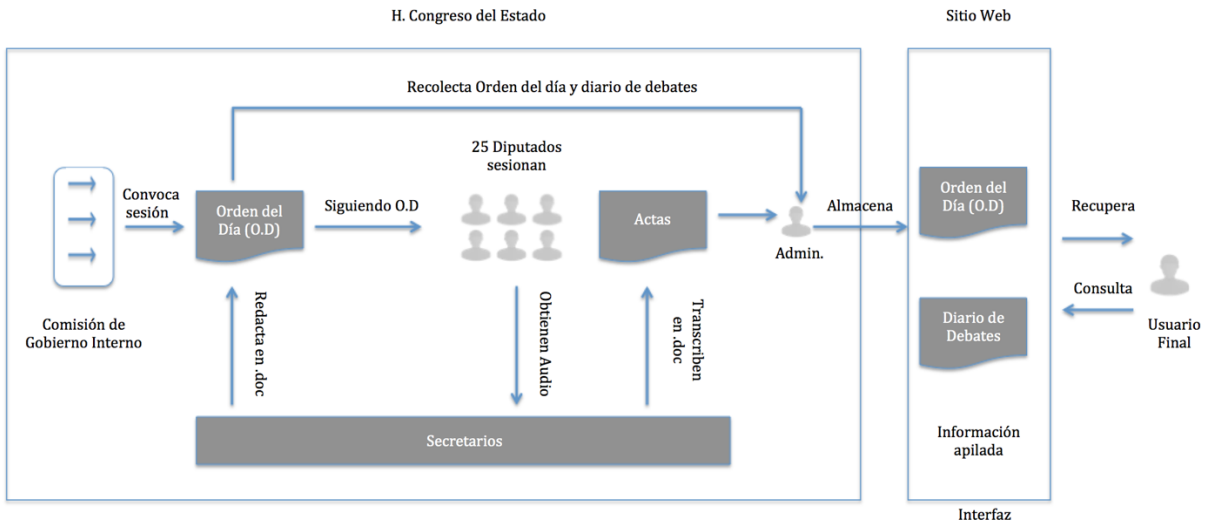 H. Congreso del Estado
Sitio Web
Recolecta Orden del día y diario de debates
25 Diputados
sesionan
Convoca
sesión
Orden del
Día (O.D)
Siguiendo O.D
Actas
Admin.
Almacena
Orden del
Día (O.D)
Recupera
Consulta
Usuario
Final
Comisión de
Gobierno Interno
Redacta en .doc
Obtienen Audio
Transcriben
en .doc
Diario de
Debates
Secretarios
Información
apilada
Interfaz